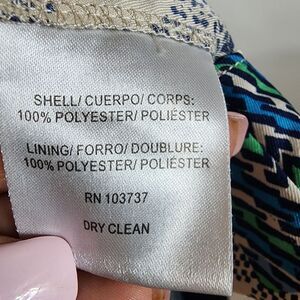 SHELL/ CUERPO/ CORPS:
100% POLYESTER/ POLIÉSTER
LINING/ FORRO/ DOUBLURE:
100% POLYESTER/ POLIÉSTER
RN 103737
DRY CLEAN